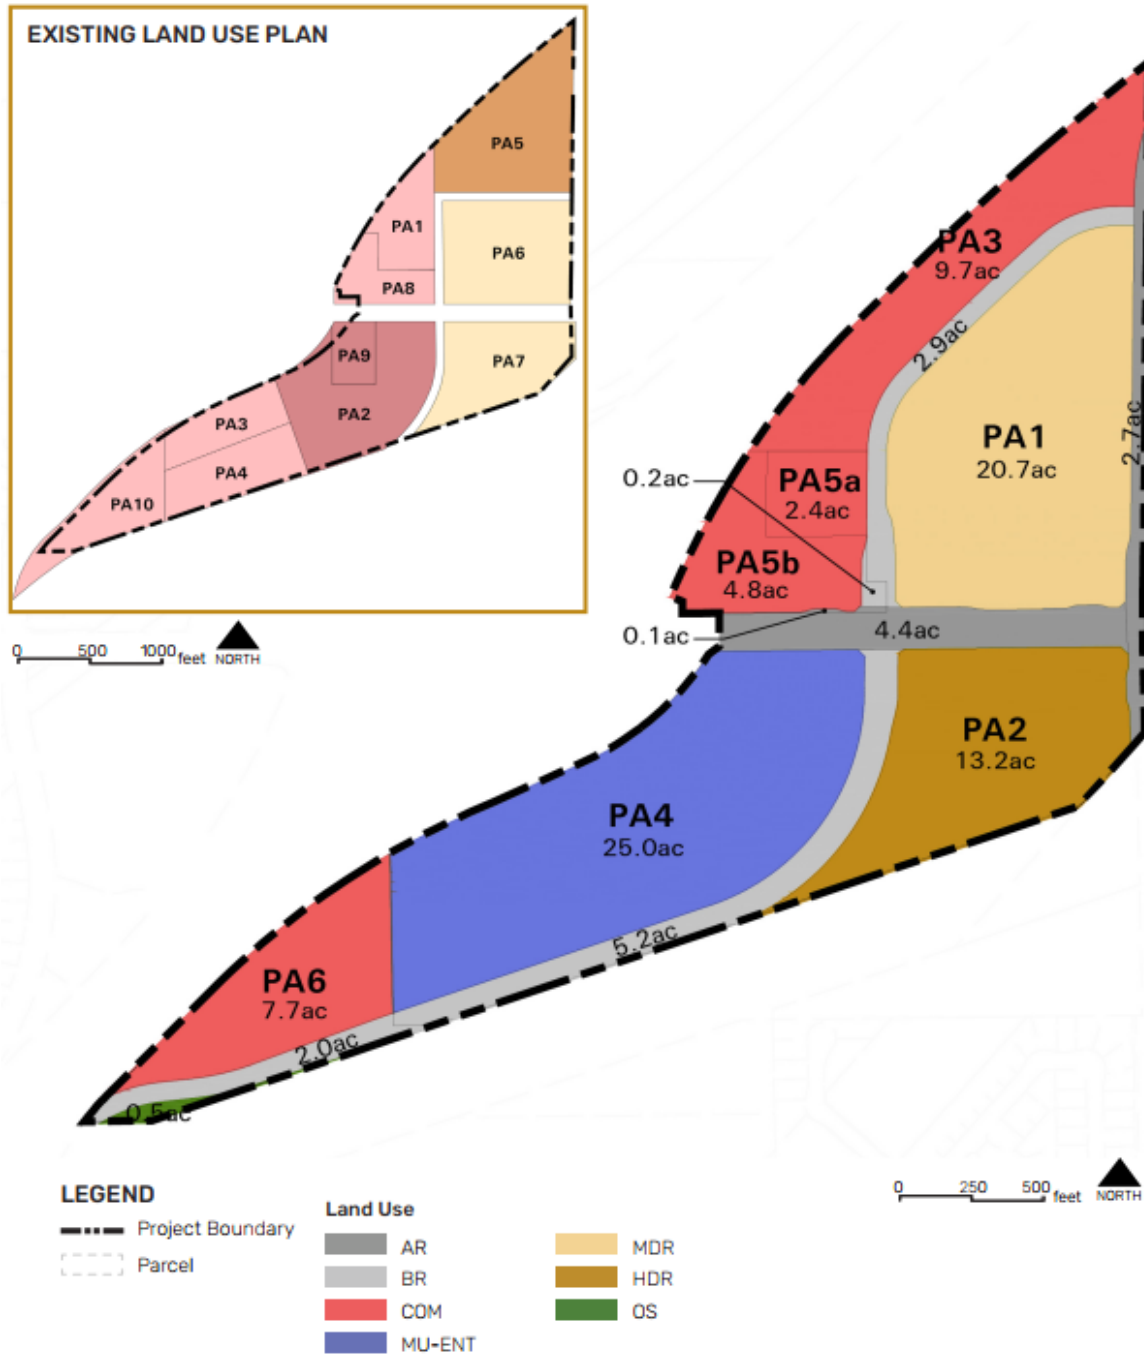 EXISTING LAND USE PLAN
PA5
PA1
PA6
PA8
PA9
PA7
PA2
PA3
PA4
PA10
0 500 1000 feet NORTH
PA3
9.7ac
2.9ac
2.7ac
PA1
20.7ac
0.2ac
PA5a
2.4ac
PA5b
4.8ac
0.1ac
4.4ac
PA2
13.2ac
PA4
25.0ac
5.2ac
PA6
7.7ac
2.0ac
0.5ac
0 250 500 feet NORTH
LEGEND
Project Boundary
Parcel
Land Use
AR
BR
COM
MU-ENT
MDR
HDR
OS